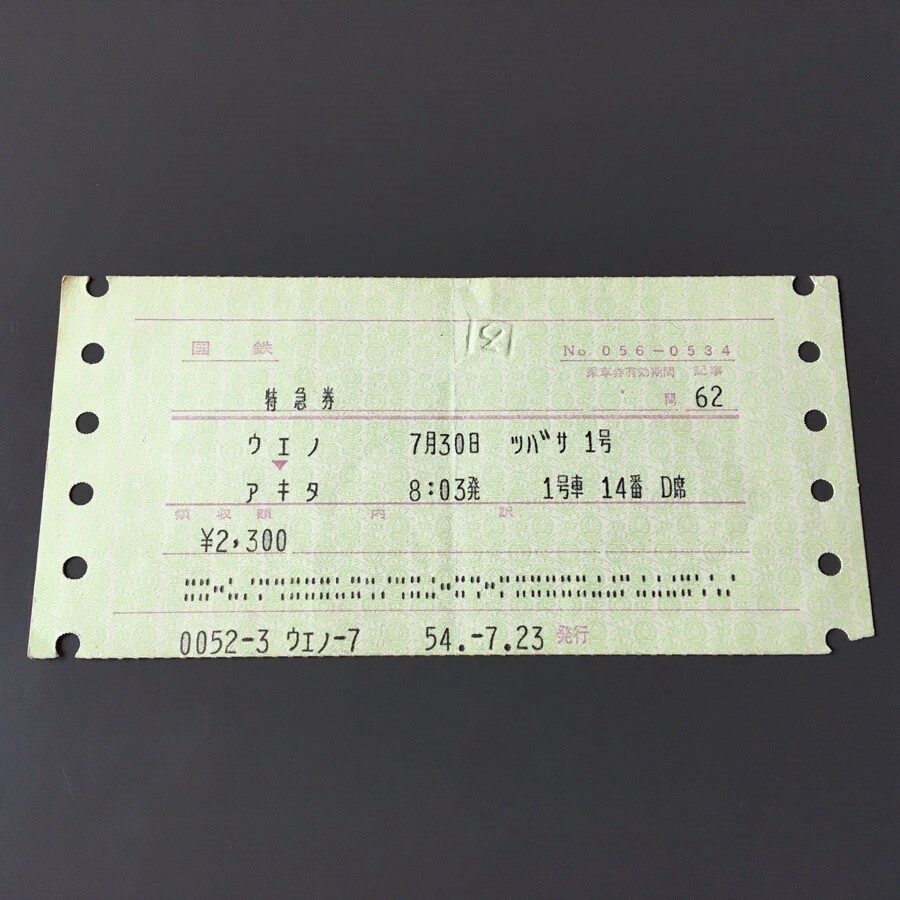 国鉄 No. 056-0534
乗車券有効期間 記事
間 62
特急券
ウエノ 7月30日 ツバサ 1号
アキタ 8:03発 1号車 14番 D席
領収額 内訳
¥2,300
0052-3 ウエノ-7 54.-7.23 発行